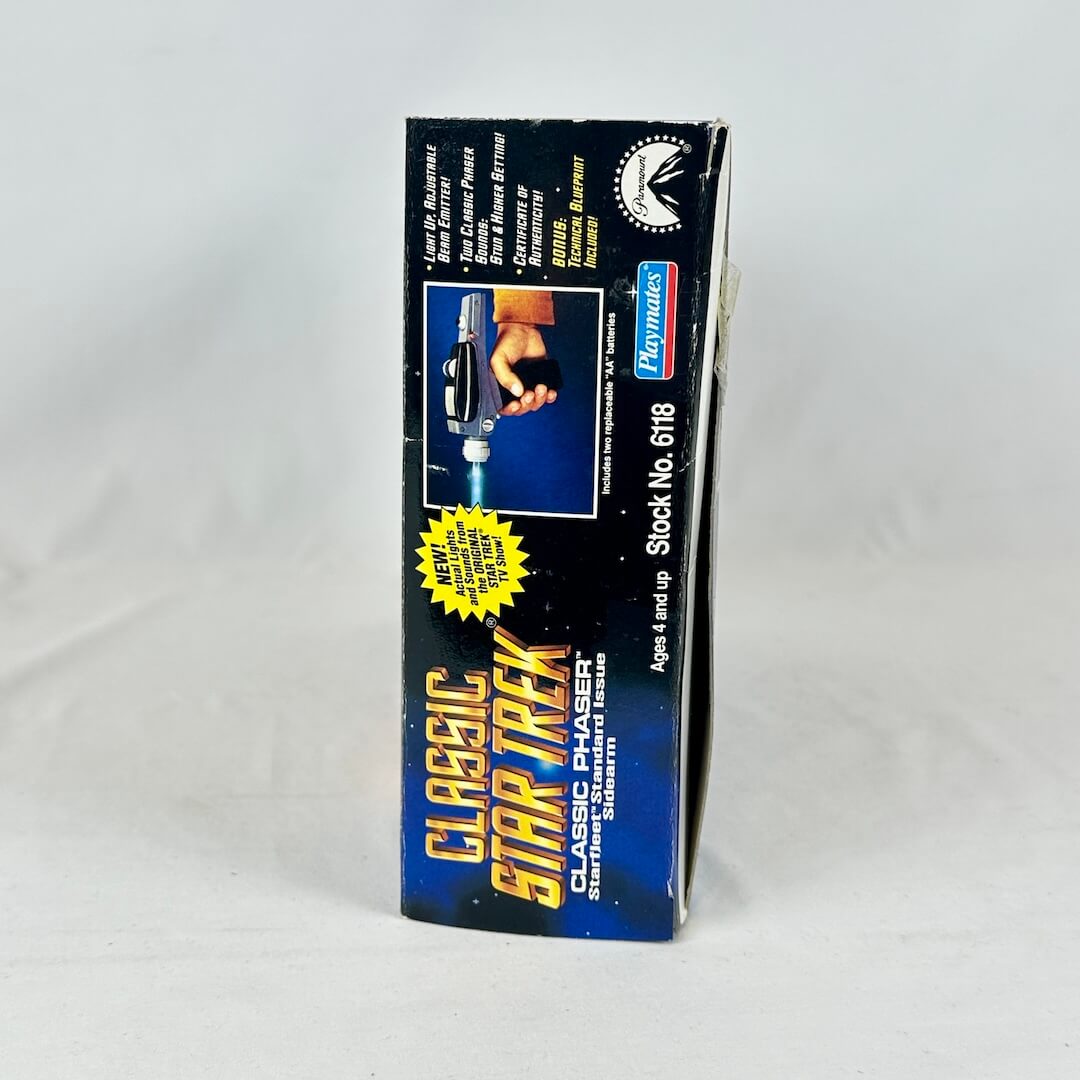 CLASSIC
STAR TREK®
CLASSIC PHASER™
Starfleet™ Standard Issue
Sidearm
NEW!
Actual Lights
and Sounds from
the ORIGINAL
STAR TREK®
TV Show!
• LIGHT UP, ADJUSTABLE
BEAM EMITTER!
• TWO CLASSIC PHASER
SOUNDS:
STUN & HIGHER SETTING!
• CERTIFICATE OF
AUTHENTICITY!
• BONUS:
TECHNICAL BLUEPRINT
INCLUDED!
Includes two replaceable "AA" batteries
Ages 4 and up Stock No. 6118
Playmates®
Paramount®